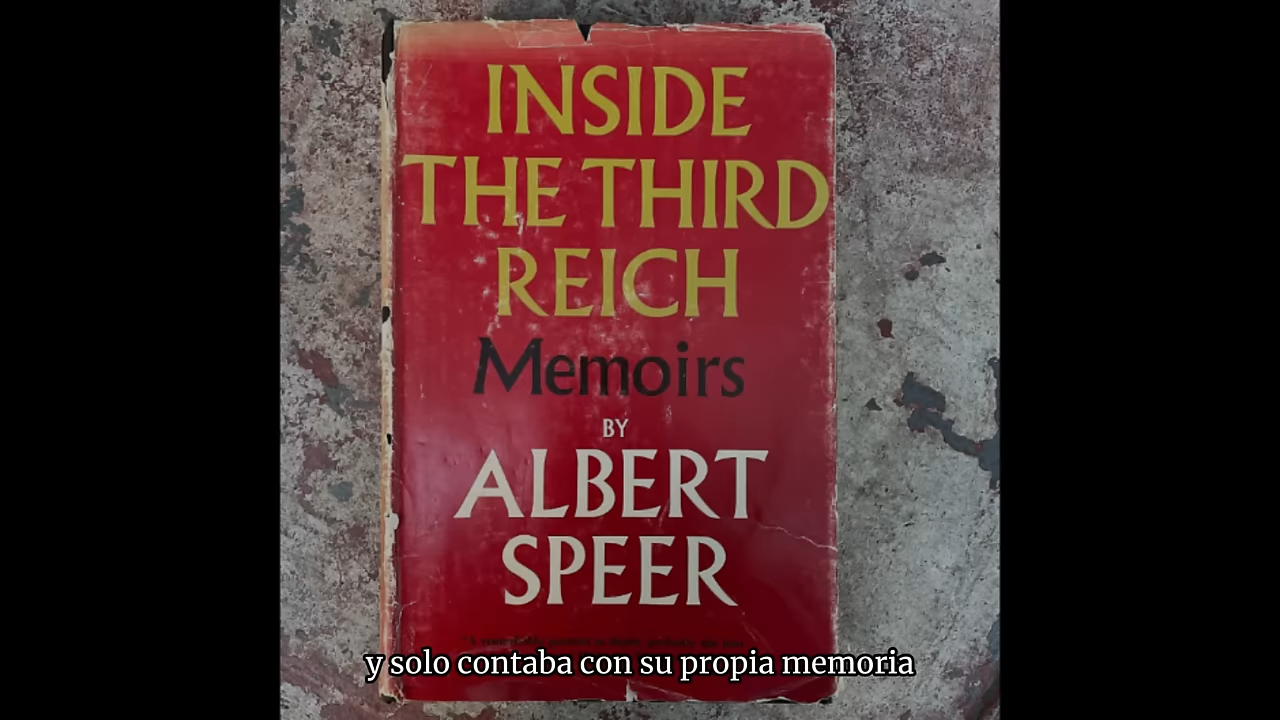 INSIDE
THE THIRD
REICH
Memoirs
BY
ALBERT
SPEER
y solo contaba con su propia memoria